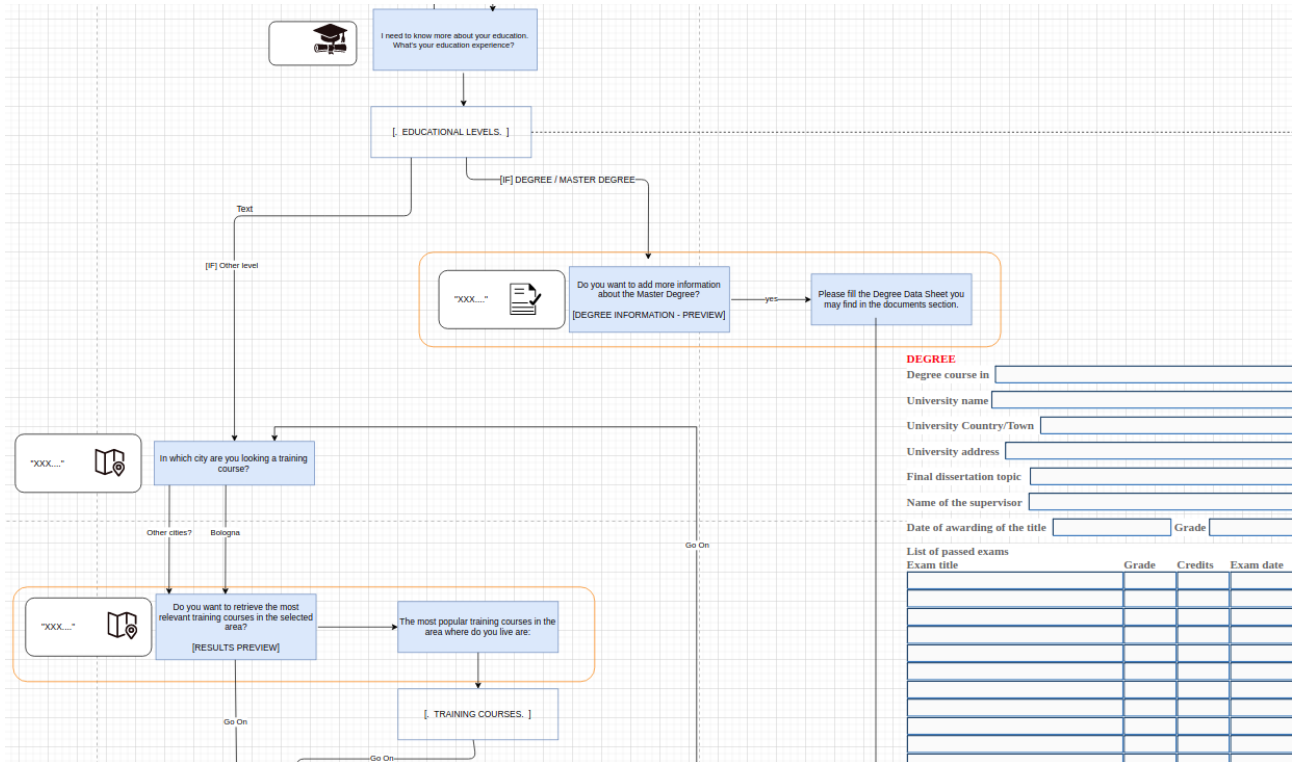 I need to know more about your education.
What's your education experience?
[. EDUCATIONAL LEVELS. ]
[IF] DEGREE / MASTER DEGREE
Text
[IF] Other level
"XXX...."
Do you want to add more information
about the Master Degree?
[DEGREE INFORMATION - PREVIEW]
yes
Please fill the Degree Data Sheet you
may find in the documents section.
DEGREE
Degree course in
University name
University Country/Town
University address
Final dissertation topic
Name of the supervisor
Date of awarding of the title Grade
List of passed exams
Exam title Grade Credits Exam date
"XXX...."
In which city are you looking a training
course?
Other cities? Bologna
Go On
"XXX...."
Do you want to retrieve the most
relevant training courses in the selected
area?
[RESULTS PREVIEW]
The most popular training courses in the
area where do you live are:
[. TRAINING COURSES. ]
Go On
Go On